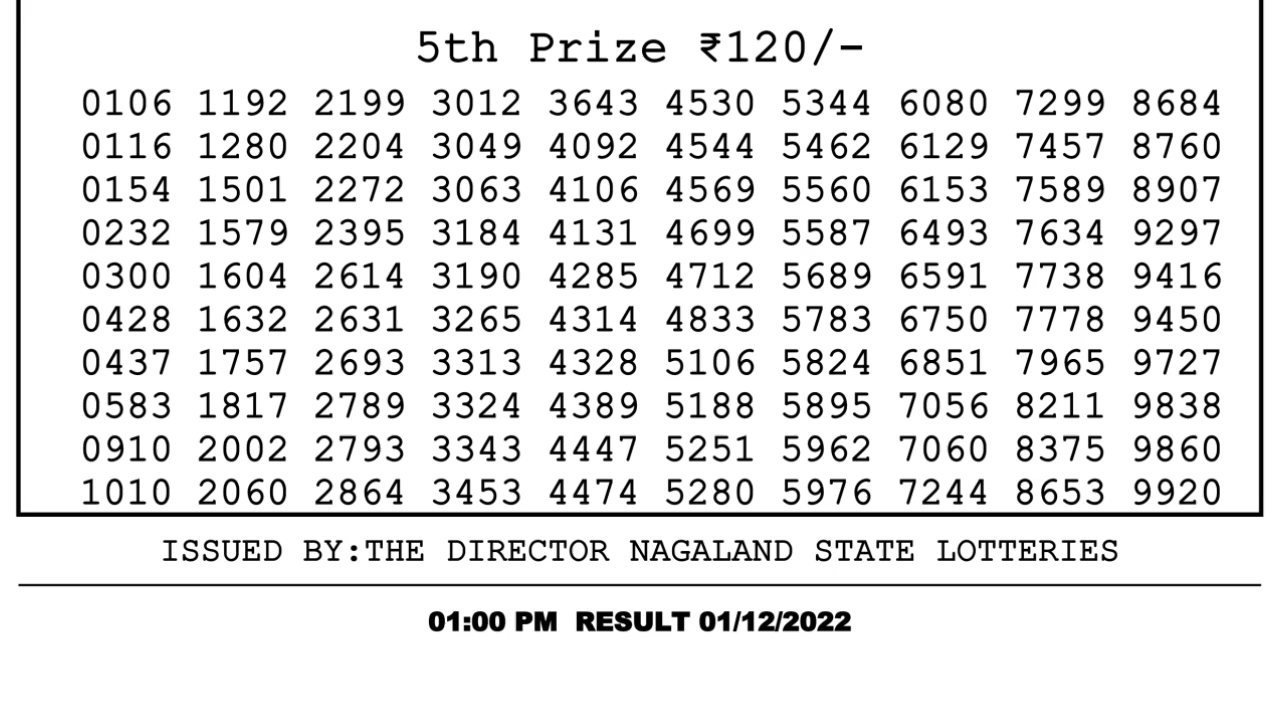 5th Prize ₹120/-
0106 1192 2199 3012 3643 4530 5344 6080 7299 8684
0116 1280 2204 3049 4092 4544 5462 6129 7457 8760
0154 1501 2272 3063 4106 4569 5560 6153 7589 8907
0232 1579 2395 3184 4131 4699 5587 6493 7634 9297
0300 1604 2614 3190 4285 4712 5689 6591 7738 9416
0428 1632 2631 3265 4314 4833 5783 6750 7778 9450
0437 1757 2693 3313 4328 5106 5824 6851 7965 9727
0583 1817 2789 3324 4389 5188 5895 7056 8211 9838
0910 2002 2793 3343 4447 5251 5962 7060 8375 9860
1010 2060 2864 3453 4474 5280 5976 7244 8653 9920
ISSUED BY:THE DIRECTOR NAGALAND STATE LOTTERIES
01:00 PM RESULT 01/12/2022